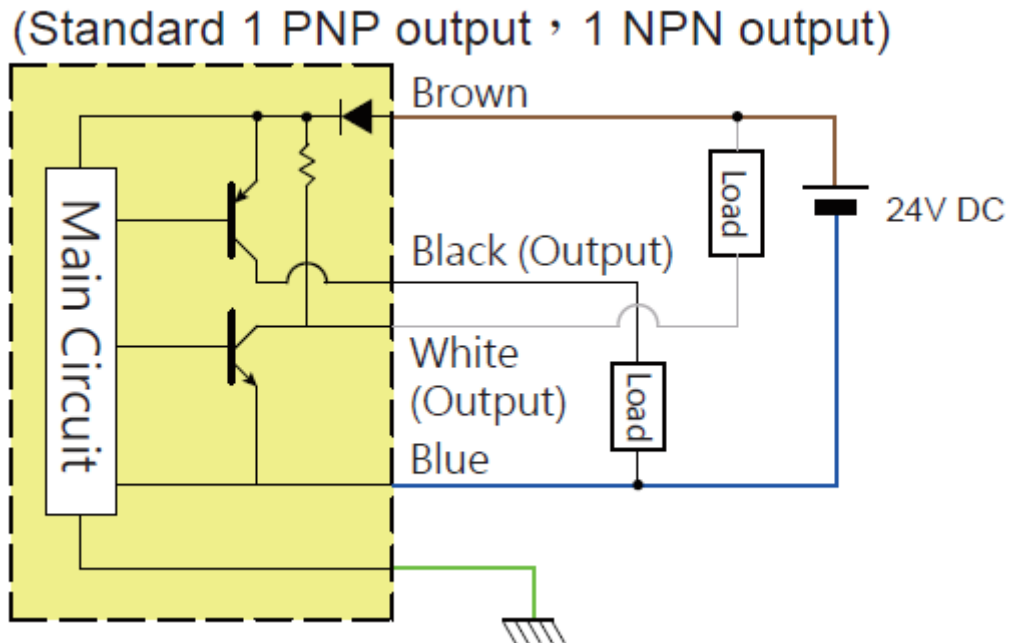 (Standard 1 PNP output，1 NPN output)
Brown
Load
24V DC
Main Circuit
Black (Output)
White
(Output)
Load
Blue